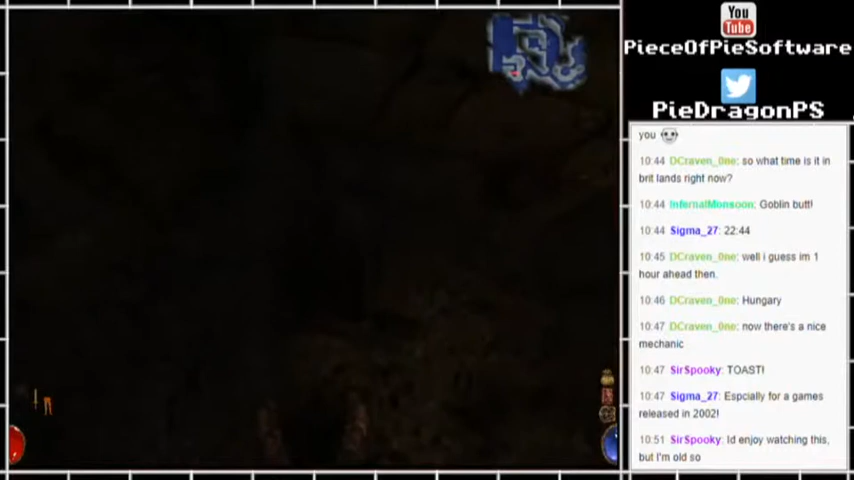 You
Tube
PieceOfPieSoftware
PieDragonPS
you
10:44 DCraven_0ne: so what time is it in
brit lands right now?
10:44 InfernalMonsoon: Goblin butt!
10:44 Sigma_27: 22:44
10:45 DCraven_0ne: well i guess im 1
hour ahead then.
10:46 DCraven_0ne: Hungary
10:47 DCraven_0ne: now there's a nice
mechanic
10:47 SirSpooky: TOAST!
10:47 Sigma_27: Espcially for a games
released in 2002!
10:51 SirSpooky: Id enjoy watching this,
but I'm old so